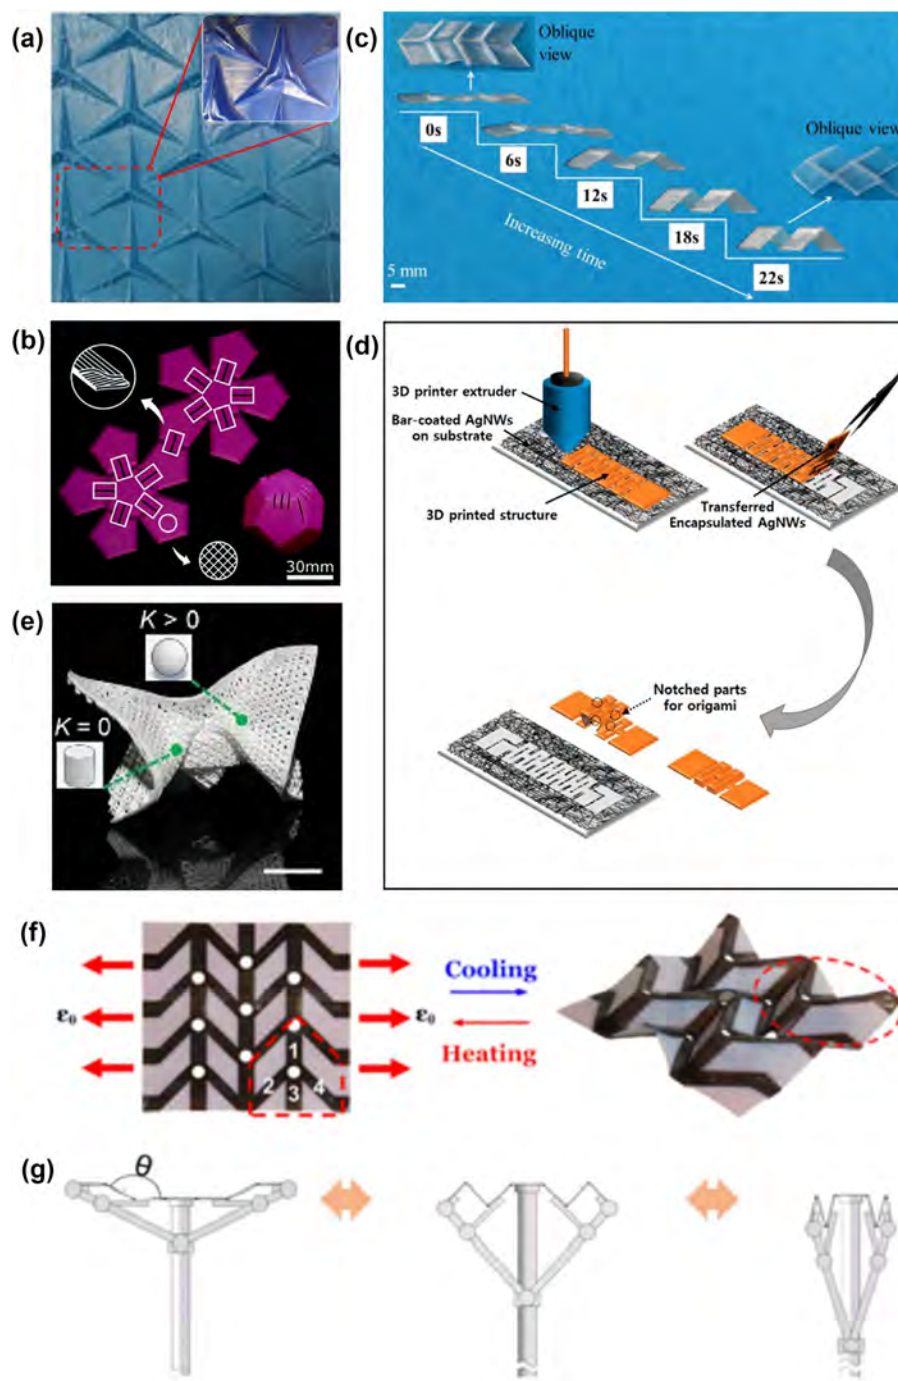 (a)
(c)
Oblique
view
0s
6s
12s
18s
22s
Oblique view
Increasing time
5 mm
(b)
30mm
(d)
3D printer extruder
Bar-coated AgNWs
on substrate
3D printed structure
Transferred
Encapsulated AgNWs
Notched parts
for origami
(e)
K > 0
K = 0
(f)
ε₀
ε₀
1
2
3
4
Cooling
Heating
(g)
θ